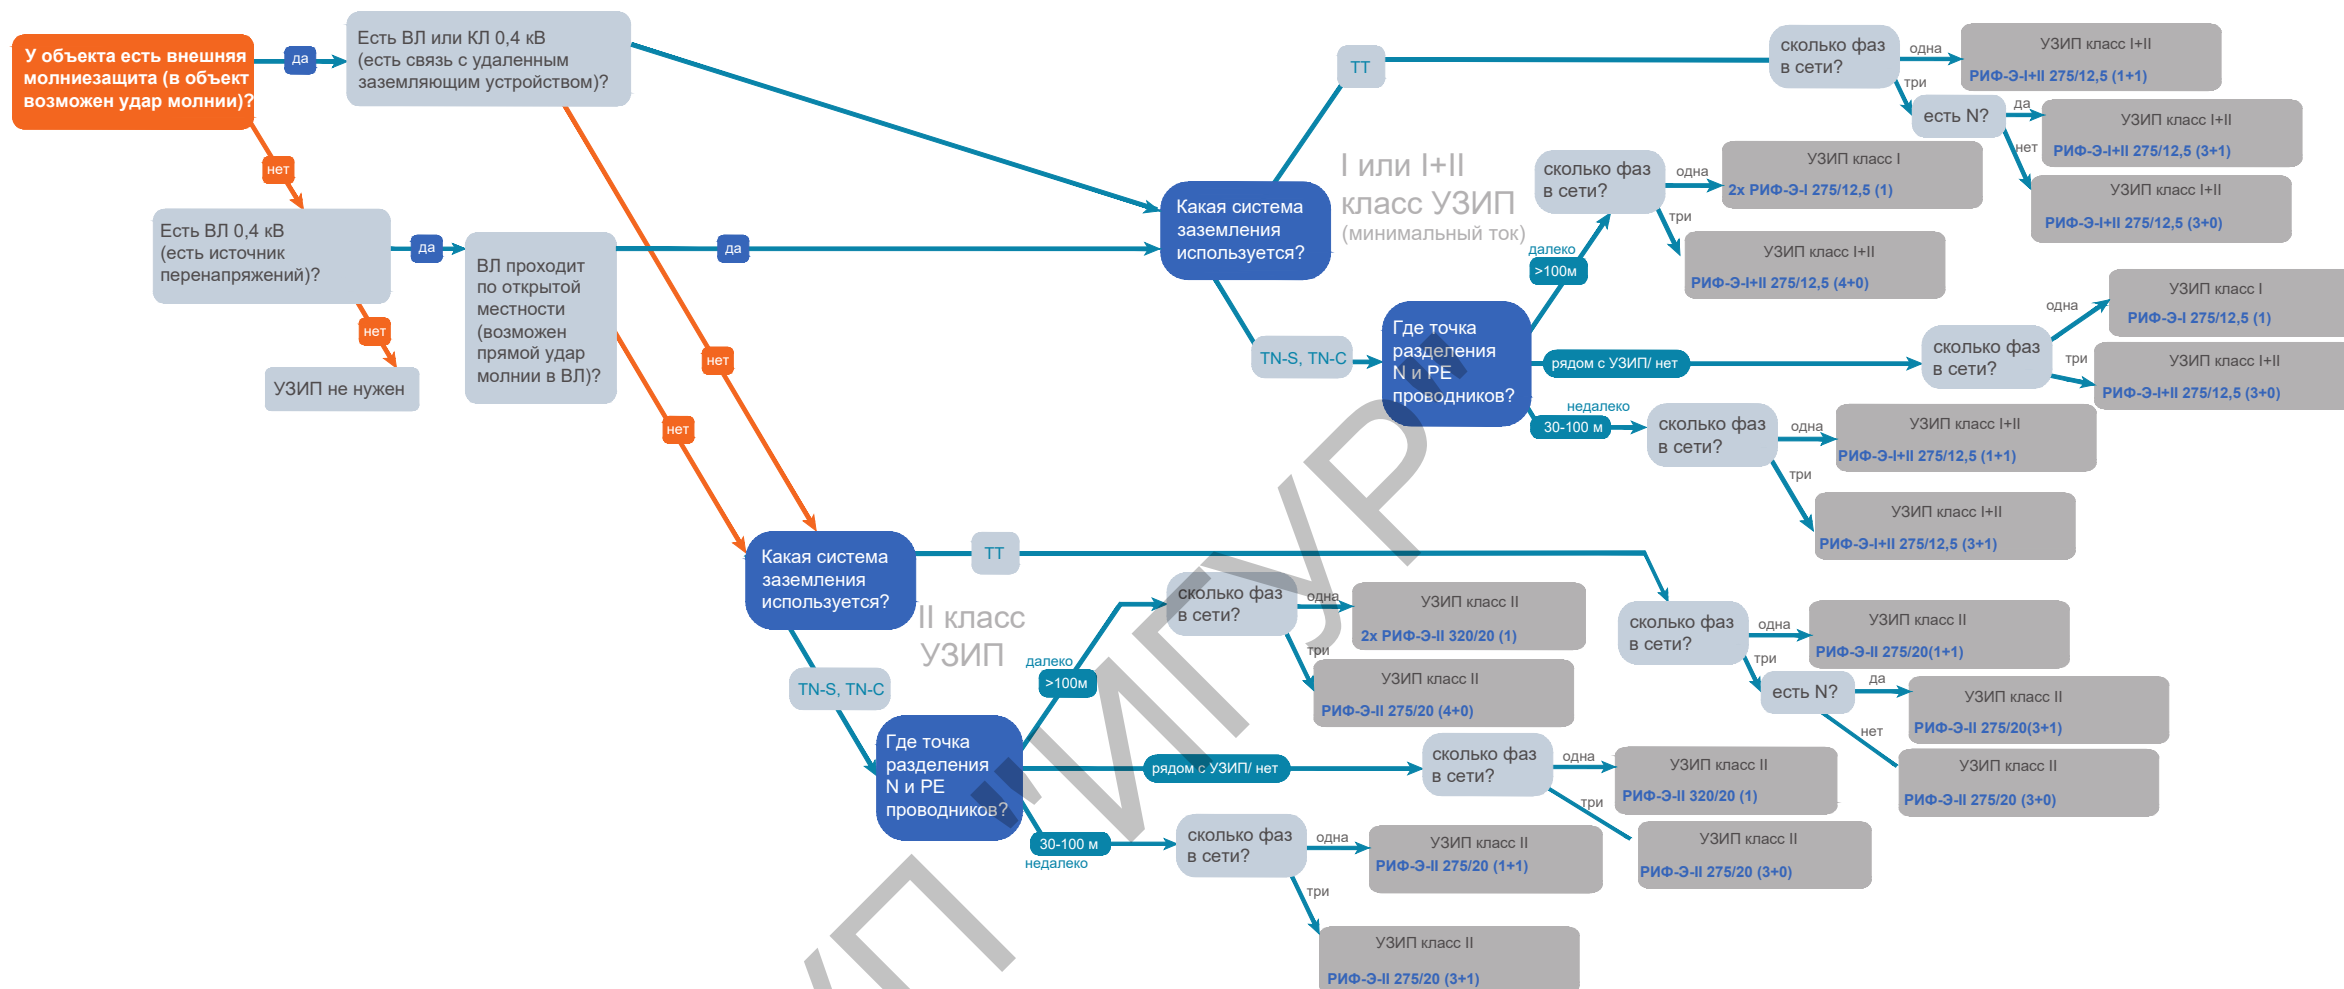 У объекта есть внешняя
молниезащита (в объект
возможен удар молнии)?
да
Есть ВЛ или КЛ 0,4 кВ
(есть связь с удаленным
заземляющим устройством)?
нет
нет
Есть ВЛ 0,4 кВ
(есть источник
перенапряжений)?
да
нет
УЗИП не нужен
ВЛ проходит
по открытой
местности
(возможен
прямой удар
молнии в ВЛ)?
да
нет
Какая система
заземления
используется?
I или I+II
класс УЗИП
(минимальный ток)
TT
сколько фаз
в сети?
одна
УЗИП класс I+II
РИФ-Э-I+II 275/12,5 (1+1)
три
есть N?
да
УЗИП класс I+II
РИФ-Э-I+II 275/12,5 (3+1)
нет
УЗИП класс I+II
РИФ-Э-I+II 275/12,5 (3+0)
TN-S, TN-C
Где точка
разделения
N и PE
проводников?
далеко
>100м
сколько фаз
в сети?
одна
УЗИП класс I
2x РИФ-Э-I 275/12,5 (1)
три
УЗИП класс I+II
РИФ-Э-I+II 275/12,5 (4+0)
рядом с УЗИП/ нет
сколько фаз
в сети?
одна
УЗИП класс I
РИФ-Э-I 275/12,5 (1)
три
УЗИП класс I+II
РИФ-Э-I+II 275/12,5 (3+0)
недалеко
30-100 м
сколько фаз
в сети?
одна
УЗИП класс I+II
РИФ-Э-I+II 275/12,5 (1+1)
три
УЗИП класс I+II
РИФ-Э-I+II 275/12,5 (3+1)
Какая система
заземления
используется?
II класс
УЗИП
TT
сколько фаз
в сети?
одна
УЗИП класс II
РИФ-Э-II 275/20(1+1)
три
есть N?
да
УЗИП класс II
РИФ-Э-II 275/20(3+1)
нет
УЗИП класс II
РИФ-Э-II 275/20 (3+0)
TN-S, TN-C
Где точка
разделения
N и PE
проводников?
далеко
>100м
сколько фаз
в сети?
одна
УЗИП класс II
2x РИФ-Э-II 320/20 (1)
три
УЗИП класс II
РИФ-Э-II 275/20 (4+0)
рядом с УЗИП/ нет
сколько фаз
в сети?
одна
УЗИП класс II
РИФ-Э-II 320/20 (1)
три
УЗИП класс II
РИФ-Э-II 275/20 (3+0)
30-100 м
недалеко
сколько фаз
в сети?
одна
УЗИП класс II
РИФ-Э-II 275/20 (1+1)
три
УЗИП класс II
РИФ-Э-II 275/20 (3+1)
УП "ИГУР"